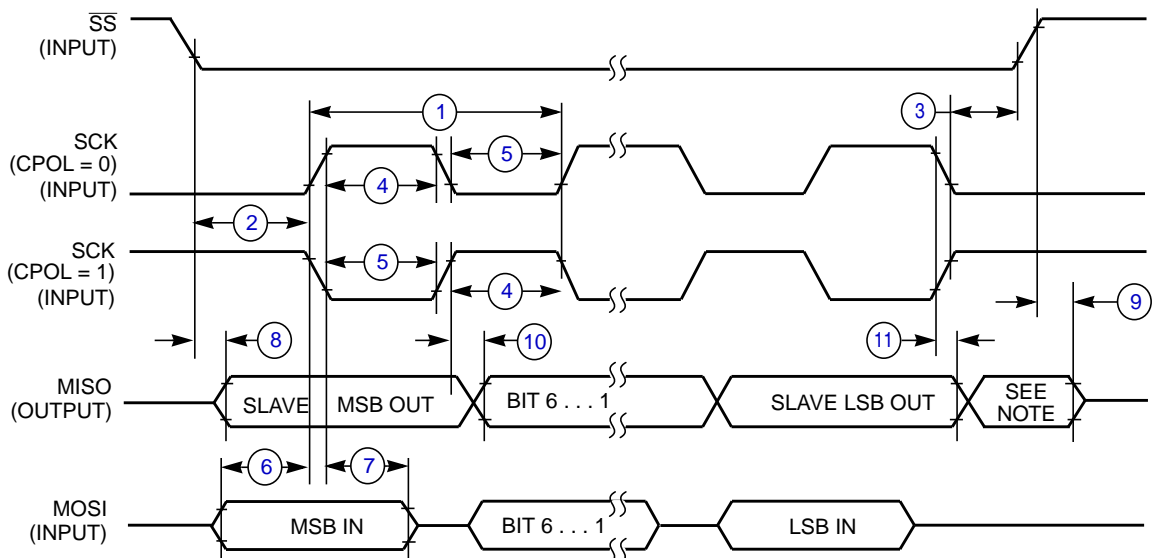 SS
(INPUT)
1
3
SCK
(CPOL = 0)
(INPUT)
5
4
2
SCK
(CPOL = 1)
(INPUT)
5
4
8
10
11
9
MISO
(OUTPUT)
SLAVE MSB OUT
BIT 6 . . . 1
SLAVE LSB OUT
SEE
NOTE
6
7
MOSI
(INPUT)
MSB IN
BIT 6 . . . 1
LSB IN